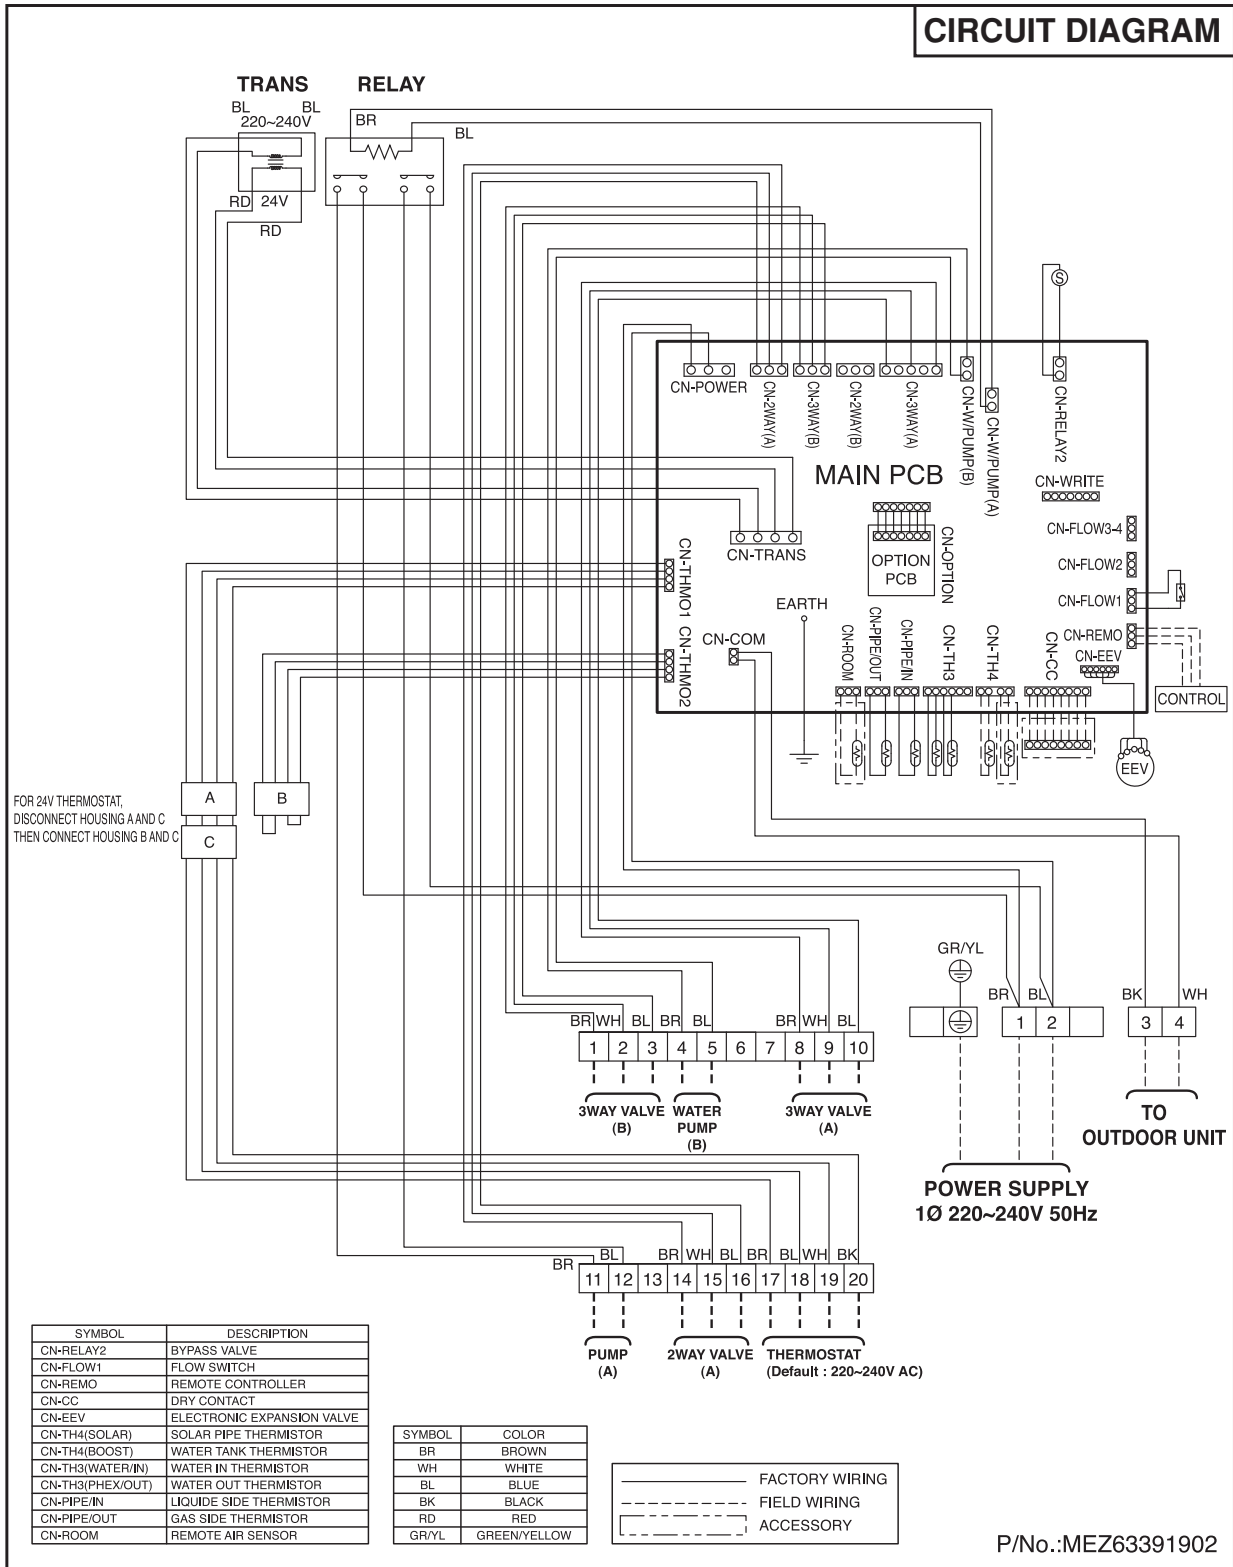 CIRCUIT DIAGRAM
TRANS RELAY
BL BL
220~240V
BR
BL
RD 24V
RD
S
CN-POWER
CN-2WAY(A)
CN-3WAY(B)
CN-2WAY(B)
CN-3WAY(A)
CN-W/PUMP(B)
CN-W/PUMP(A)
CN-RELAY2
MAIN PCB
CN-WRITE
CN-FLOW3-4
CN-TRANS
OPTION
PCB
CN-OPTION
CN-FLOW2
CN-THMO1
CN-FLOW1
EARTH
CN-THMO2
CN-COM
CN-ROOM
CN-PIPE/OUT
CN-PIPE/IN
CN-TH3
CN-TH4
CN-CC
CN-REMO
CN-EEV
CONTROL
EEV
FOR 24V THERMOSTAT,
DISCONNECT HOUSING A AND C
THEN CONNECT HOUSING B AND C
A
B
C
GR/YL
BR BL
BK WH
1 2
3 4
BR WH BL BR BL BR WH BL
1 2 3 4 5 6 7 8 9 10
3WAY VALVE
(B)
WATER
PUMP
(B)
3WAY VALVE
(A)
TO
OUTDOOR UNIT
POWER SUPPLY
1Ø 220~240V 50Hz
BR BL BR WH BL BR BL WH BK
11 12 13 14 15 16 17 18 19 20
PUMP
(A)
2WAY VALVE
(A)
THERMOSTAT
(Default : 220~240V AC)
SYMBOL DESCRIPTION
CN-RELAY2 BYPASS VALVE
CN-FLOW1 FLOW SWITCH
CN-REMO REMOTE CONTROLLER
CN-CC DRY CONTACT
CN-EEV ELECTRONIC EXPANSION VALVE
CN-TH4(SOLAR) SOLAR PIPE THERMISTOR
CN-TH4(BOOST) WATER TANK THERMISTOR
CN-TH3(WATER/IN) WATER IN THERMISTOR
CN-TH3(PHEX/OUT) WATER OUT THERMISTOR
CN-PIPE/IN LIQUIDE SIDE THERMISTOR
CN-PIPE/OUT GAS SIDE THERMISTOR
CN-ROOM REMOTE AIR SENSOR
SYMBOL COLOR
BR BROWN
WH WHITE
BL BLUE
BK BLACK
RD RED
GR/YL GREEN/YELLOW
FACTORY WIRING
FIELD WIRING
ACCESSORY
P/No.:MEZ63391902